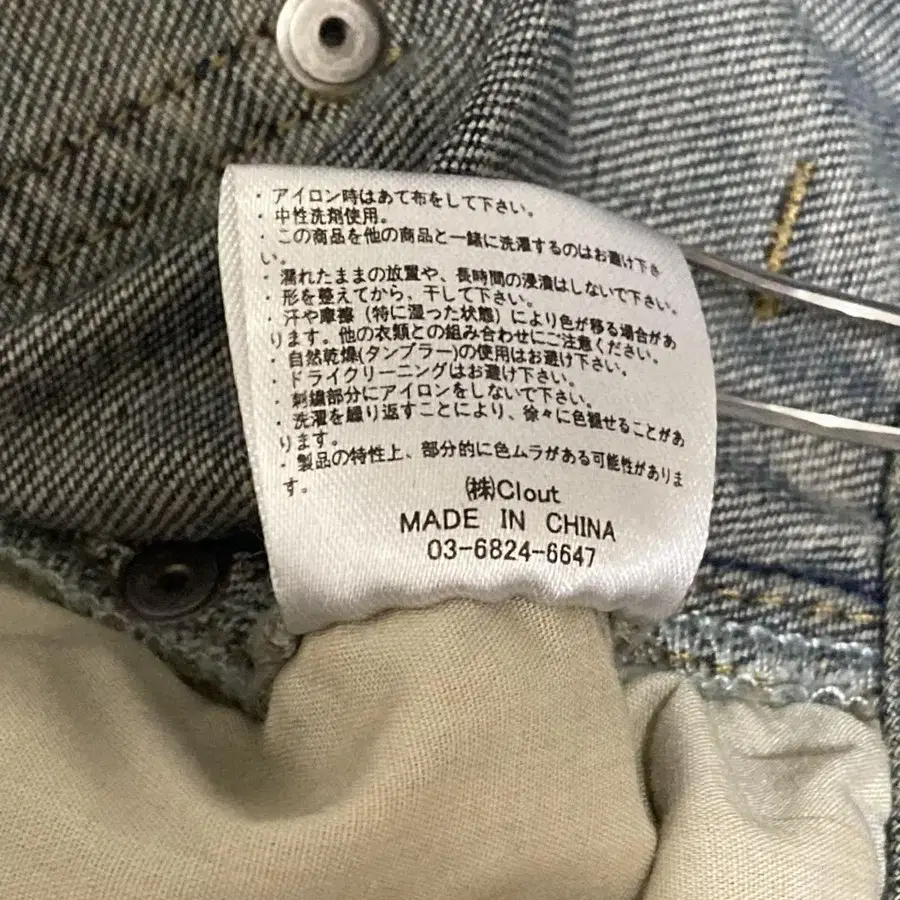 ・アイロン時はあて布をして下さい。
・中性洗剤使用。
・この商品を他の商品と一緒に洗濯するのはお避け下さ
い。
・濡れたままの放置や、長時間の浸漬はしないで下さい。
・形を整えてから、干して下さい。
・汗や摩擦（特に湿った状態）により色が移る場合があ
ります。他の衣類との組み合わせにご注意ください。
・自然乾燥(タンブラー)の使用はお避け下さい。
・ドライクリーニングはお避け下さい。
・刺繍部分にアイロンをしないで下さい。
・洗濯を繰り返すことにより、徐々に色褪せることがあ
ります。
・製品の特性上、部分的に色ムラがある可能性がありま
す。
㈱Clout
MADE IN CHINA
03-6824-6647